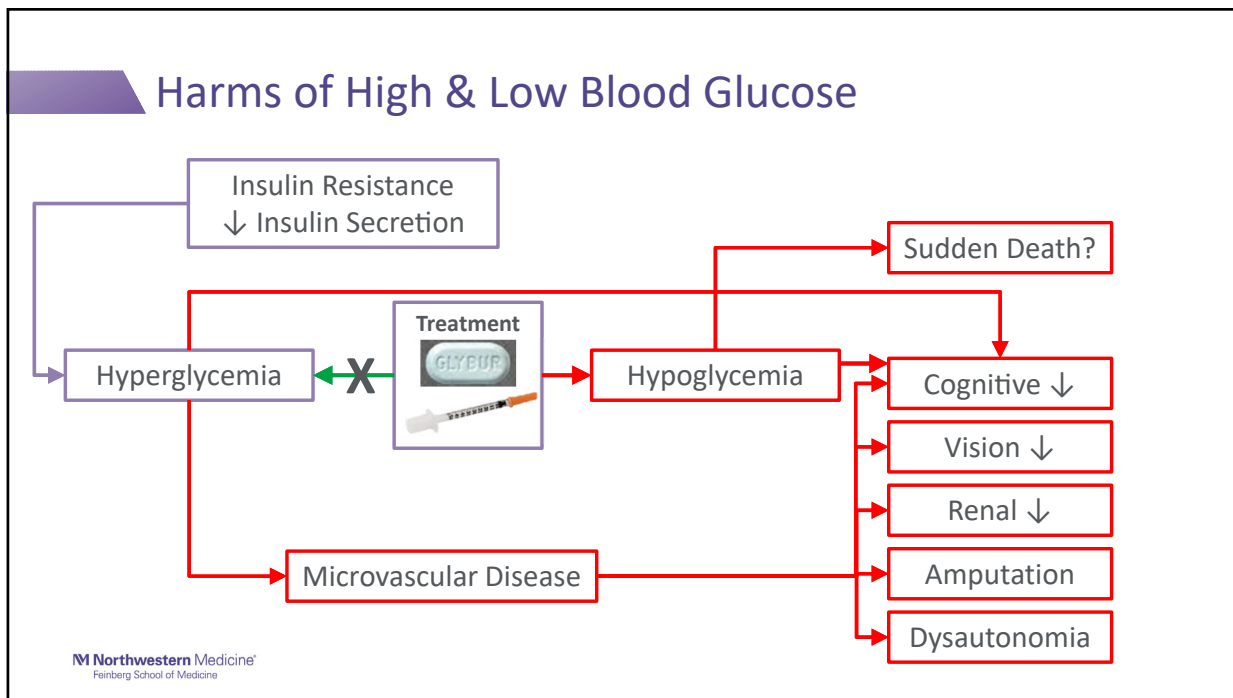 Harms of High & Low Blood Glucose
Insulin Resistance
↓ Insulin Secretion
Sudden Death?
Treatment
GLYBUR
Hyperglycemia
X
Hypoglycemia
Cognitive ↓
Vision ↓
Renal ↓
Microvascular Disease
Amputation
Dysautonomia
NM Northwestern Medicine®
Feinberg School of Medicine